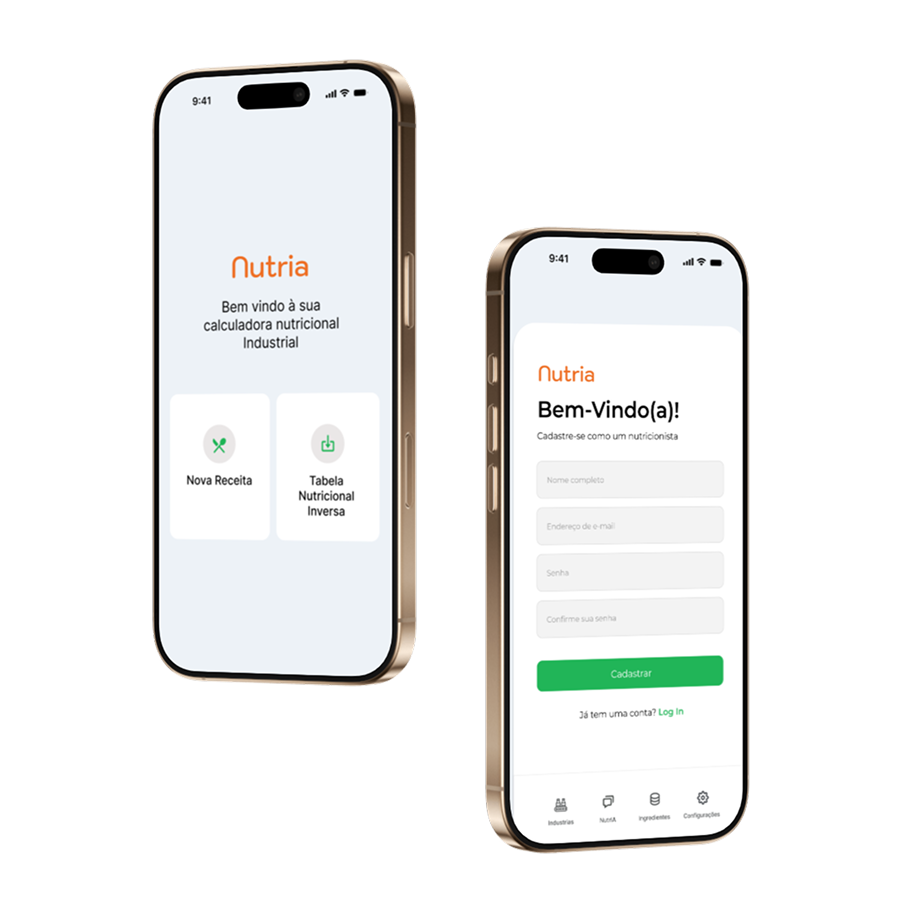 9:41
Nutria
Bem vindo à sua
calculadora nutricional
Industrial
Nova Receita
Tabela
Nutricional
Inversa
9:41
Nutria
Bem-Vindo(a)!
Cadastre-se como um nutricionista
Nome completo
Endereço de e-mail
Senha
Confirme sua senha
Cadastrar
Já tem uma conta? Log In
Industrias
NutrIA
Ingredientes
Configurações